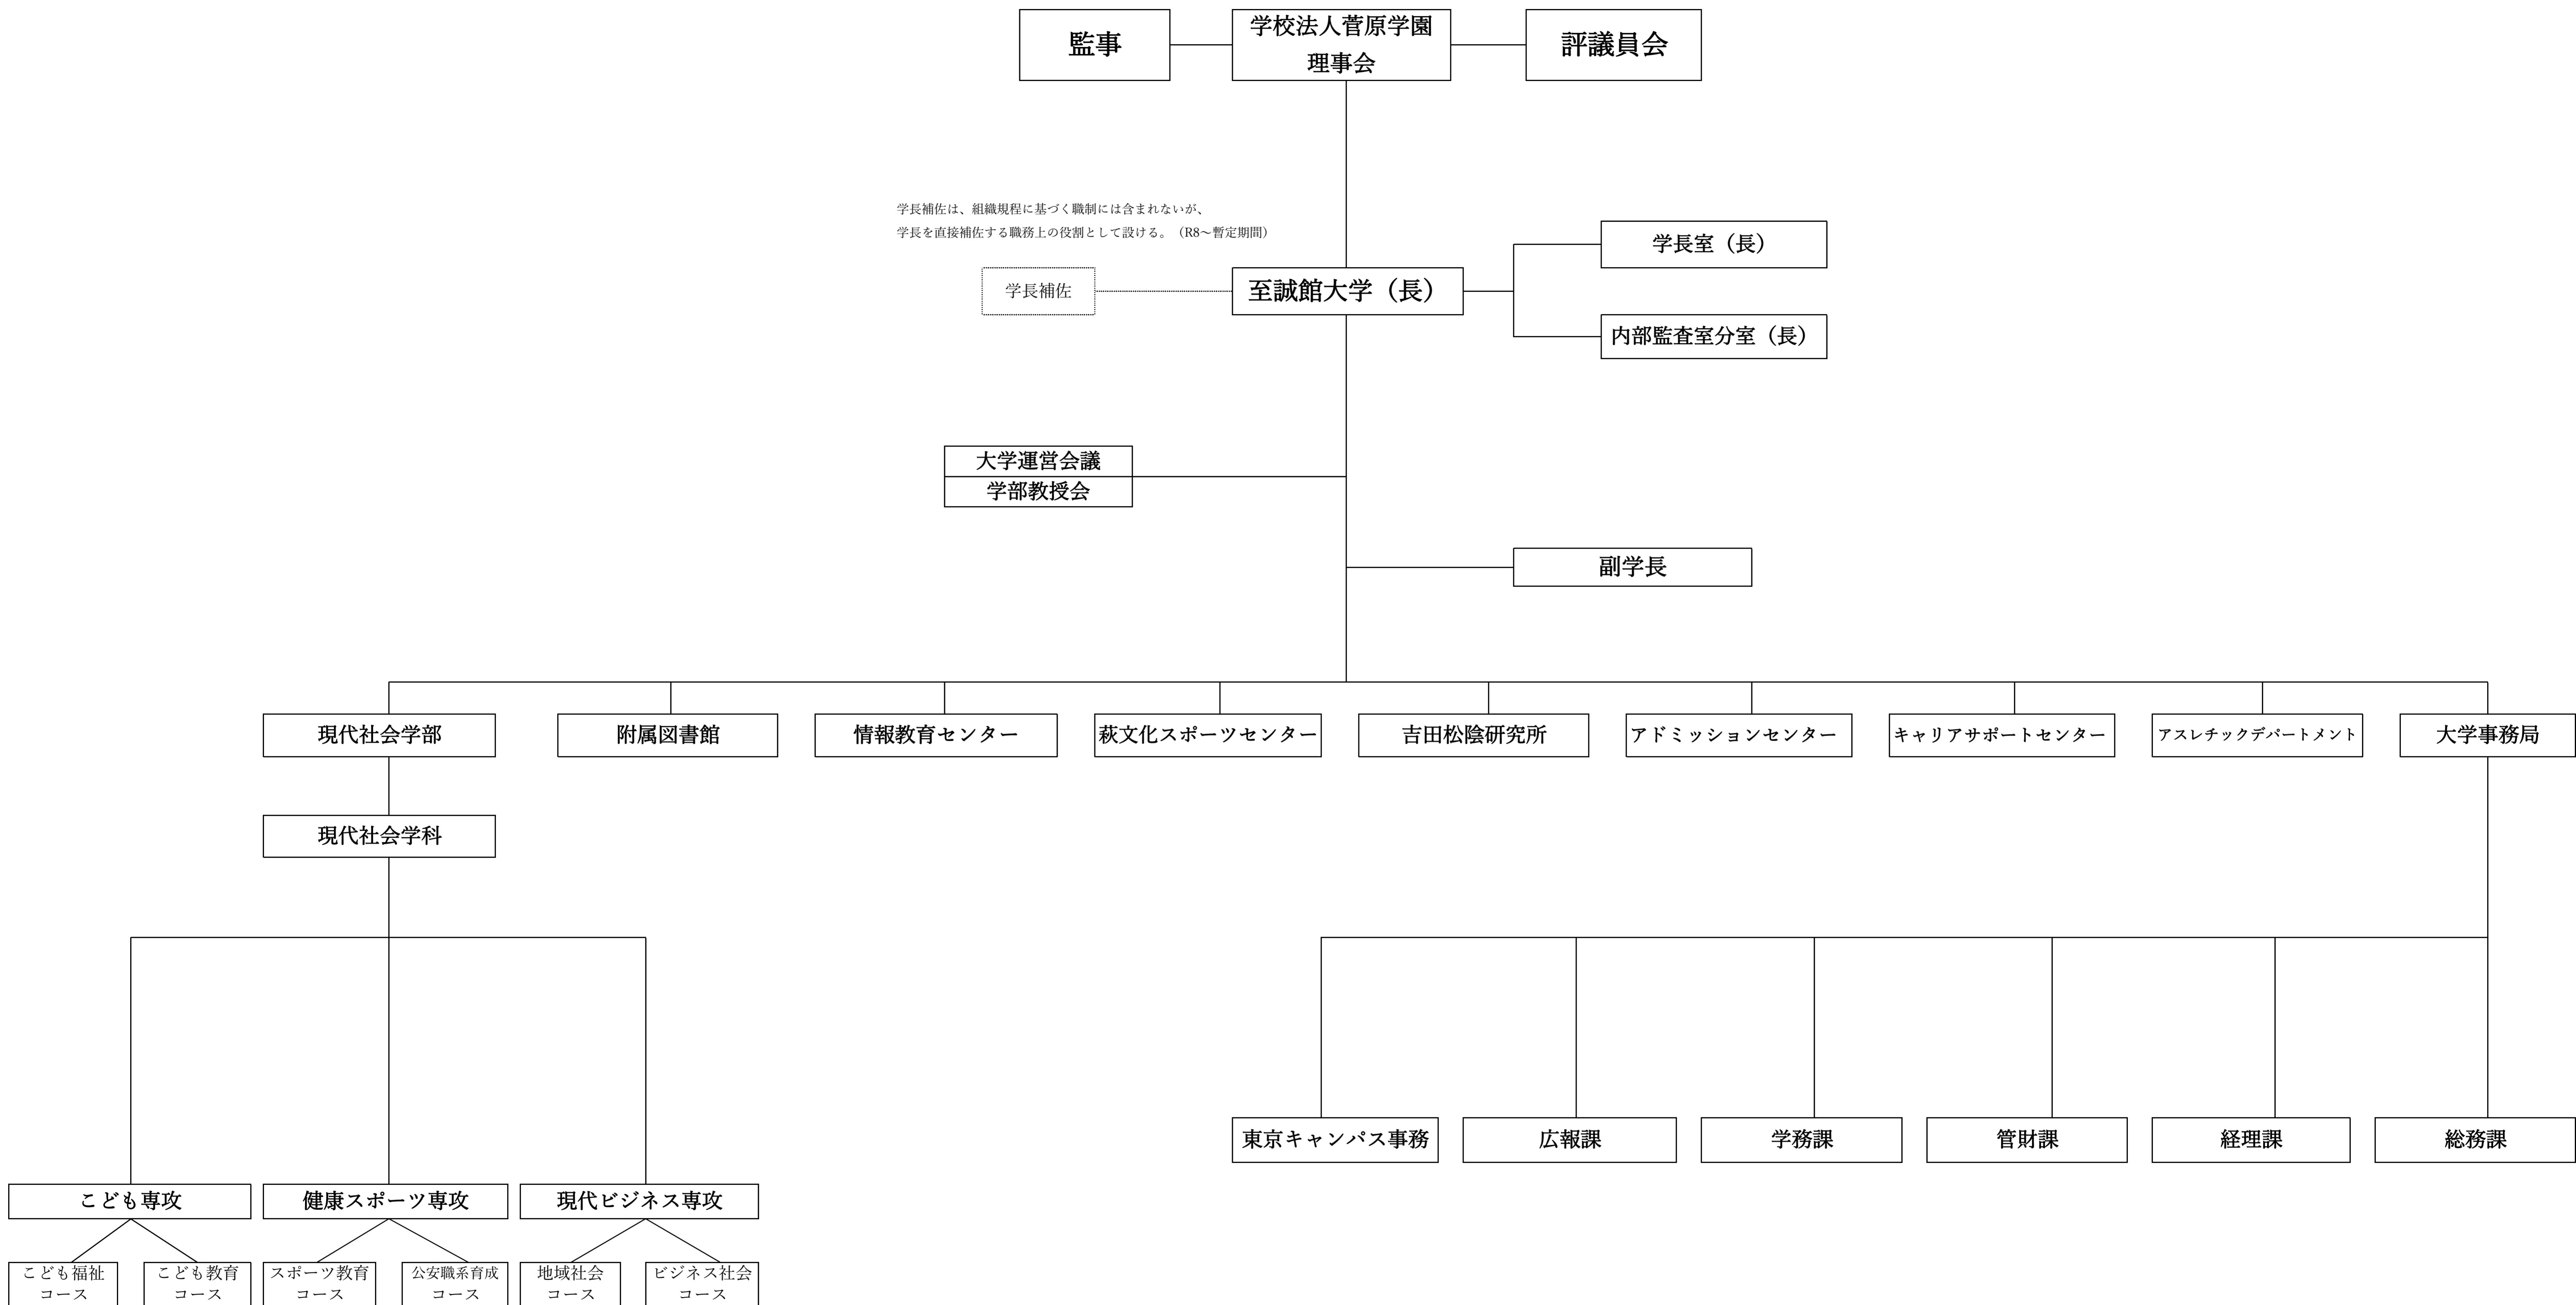 監事
学校法人菅原学園
理事会
評議員会
学長補佐は、組織規程に基づく職制には含まれないが、
学長を直接補佐する職務上の役割として設ける。（R8～暫定期間）
学長室（長）
学長補佐
至誠館大学（長）
内部監査室分室（長）
大学運営会議
学部教授会
副学長
現代社会学部
附属図書館
情報教育センター
萩文化スポーツセンター
吉田松陰研究所
アドミッションセンター
キャリアサポートセンター
アスレチックデパートメント
大学事務局
現代社会学科
東京キャンパス事務
広報課
学務課
管財課
経理課
総務課
こども専攻
健康スポーツ専攻
現代ビジネス専攻
こども福祉
コース
こども教育
コース
スポーツ教育
コース
公安職系育成
コース
地域社会
コース
ビジネス社会
コース